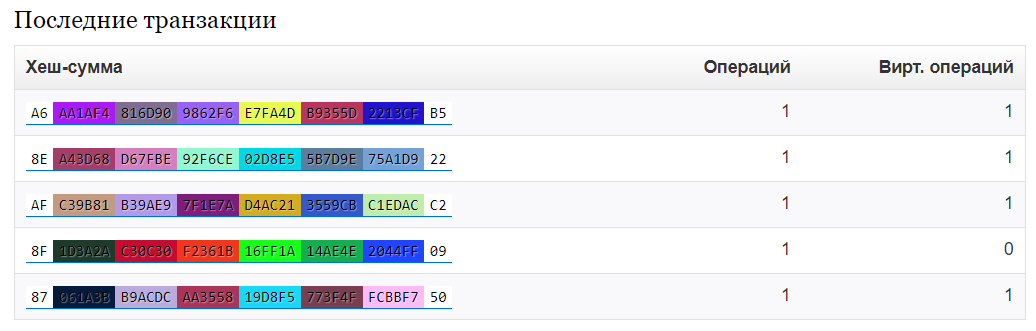 Последние транзакции
Хеш-сумма Операций Вирт. операций
A6 AA1AF4 816D90 9862F6 E7FA4D B9355D 2213CF B5 1 1
8E A43D68 D67FBE 92F6CE 02D8E5 5B7D9E 75A1D9 22 1 1
AF C39B81 B39AE9 7F1E7A D4AC21 3559CB C1EDAC C2 1 1
8F 1D3A2A C30C30 F2361B 16FF1A 14AE4E 2044FF 09 1 0
87 061A3B B9ACDC AA3558 19D8F5 773F4F FCBBF7 50 1 1